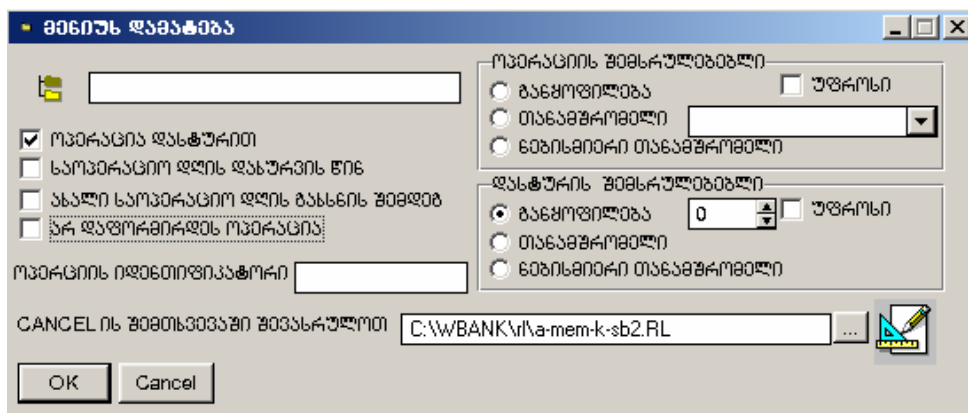 მენიუს დამატება
ოპერაცია დასტურით
საოპერაციო დღის დახურვის წინ
ახალი საოპერაციო დღის გახსნის შემდეგ
არ დაფორმირდეს ოპერაცია
ოპერციის იდენთიფიკატორი
ოპერაციის შემსრულებებლი
განყოფილება
უფროსი
თანამშრომელი
ნებისმიერი თანამშრომელი
დასტურის შემსრულებებლი
განყოფილება
0
უფროსი
თანამშრომელი
ნებისმიერი თანამშრომელი
CANCEL ის შემთხვევაში შევასრულოთ
C:\WBANK\rl\a-mem-k-sb2.RL
...
OK
Cancel